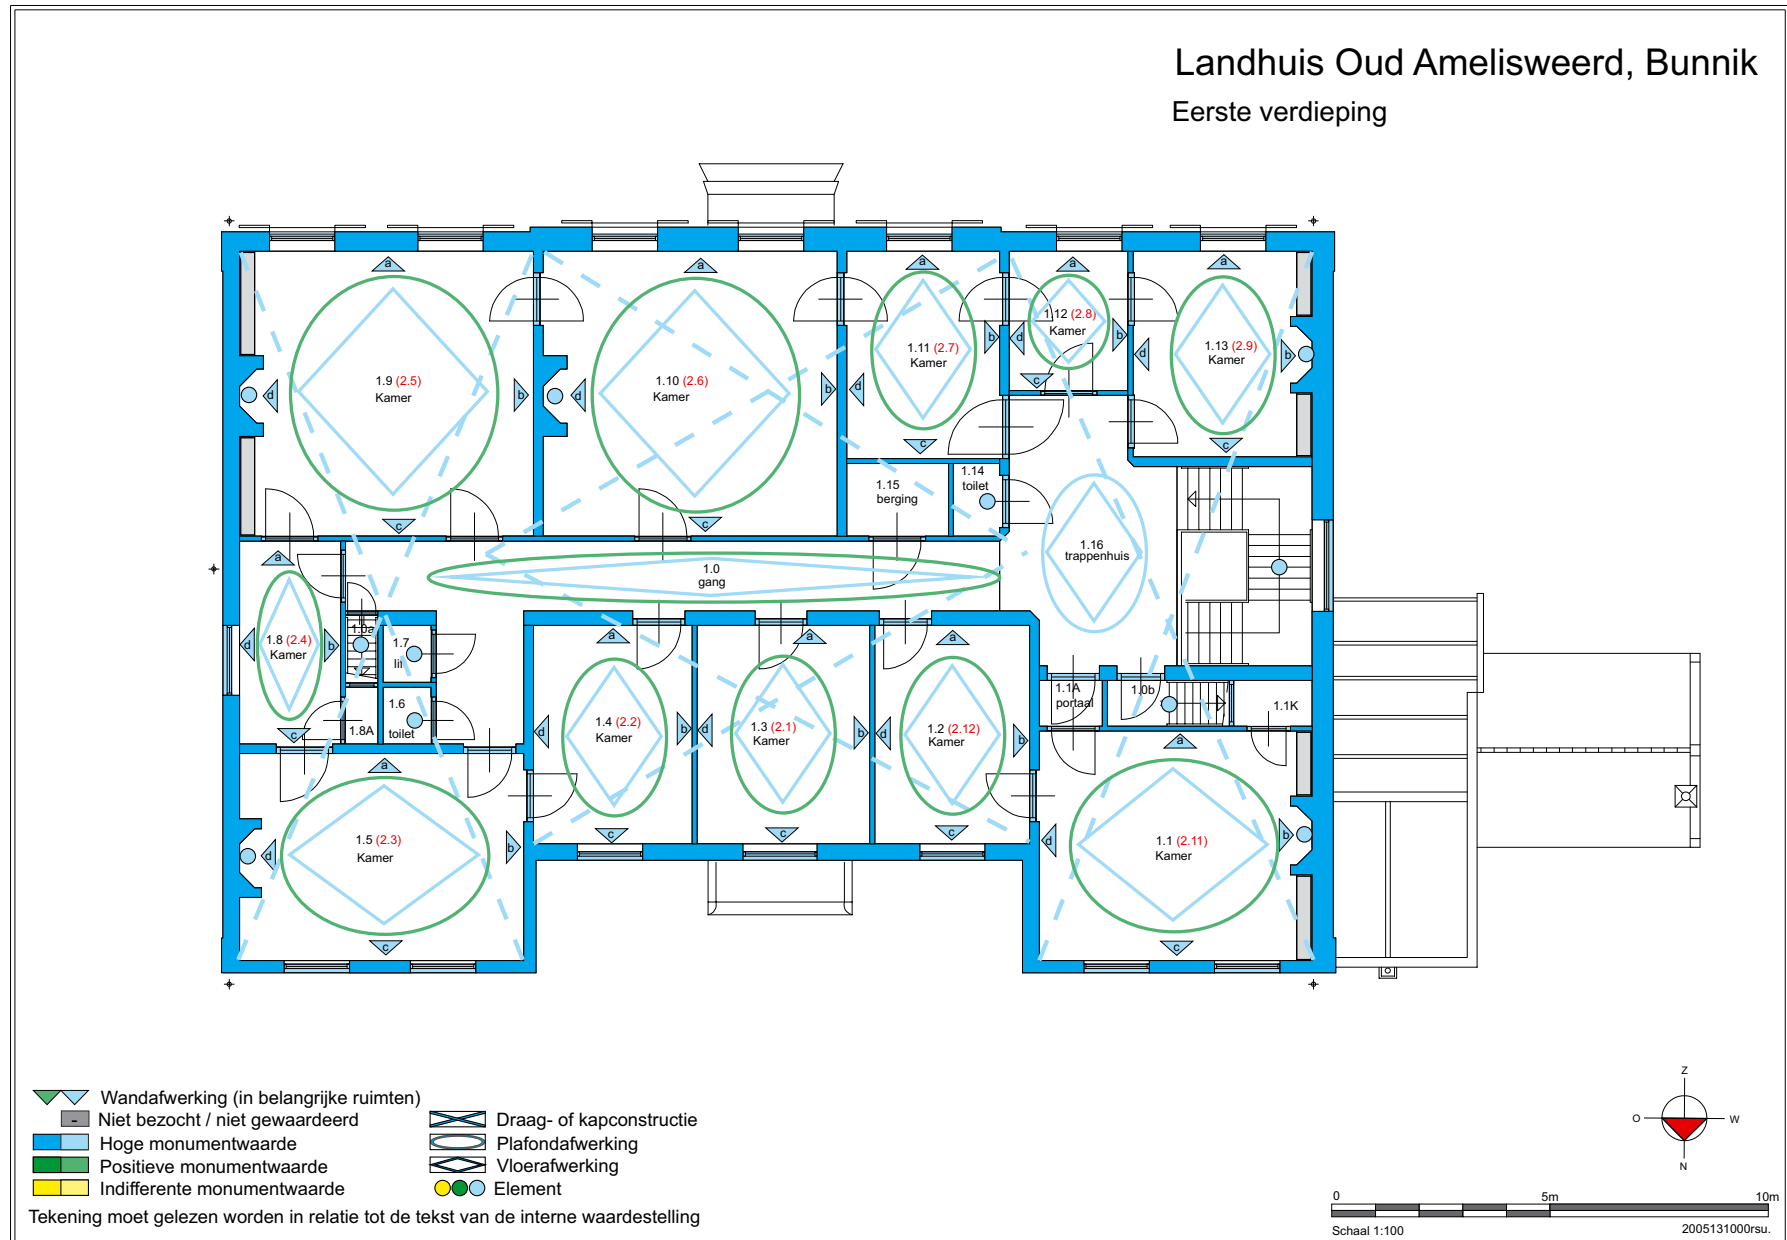 Landhuis Oud Amelisweerd, Bunnik
Eerste verdieping
a
a
a
a
a
1.9 (2.5)
Kamer
d
b
c
1.10 (2.6)
Kamer
d
b
c
1.11 (2.7)
Kamer
d
b
c
1.12 (2.8)
Kamer
d
b
c
1.13 (2.9)
Kamer
d
b
c
1.15
berging
1.14
toilet
1.16
trappenhuis
1.0
gang
a
1.8 (2.4)
Kamer
d
b
c
1.0a
1.7
lif
1.6
toilet
1.8A
a
1.4 (2.2)
Kamer
d
b
c
a
1.3 (2.1)
Kamer
d
b
c
a
1.2 (2.12)
Kamer
d
b
c
1.1A
portaal
1.0b
1.1K
a
1.5 (2.3)
Kamer
d
b
c
a
1.1 (2.11)
Kamer
d
b
c
Wandafwerking (in belangrijke ruimten)
- Niet bezocht / niet gewaardeerd
Hoge monumentwaarde
Positieve monumentwaarde
Indifferente monumentwaarde
Draag- of kapconstructie
Plafondafwerking
Vloerafwerking
Element
Tekening moet gelezen worden in relatie tot de tekst van de interne waardestelling
Z
O W
N
0 5m 10m
Schaal 1:100 2005131000rsu.